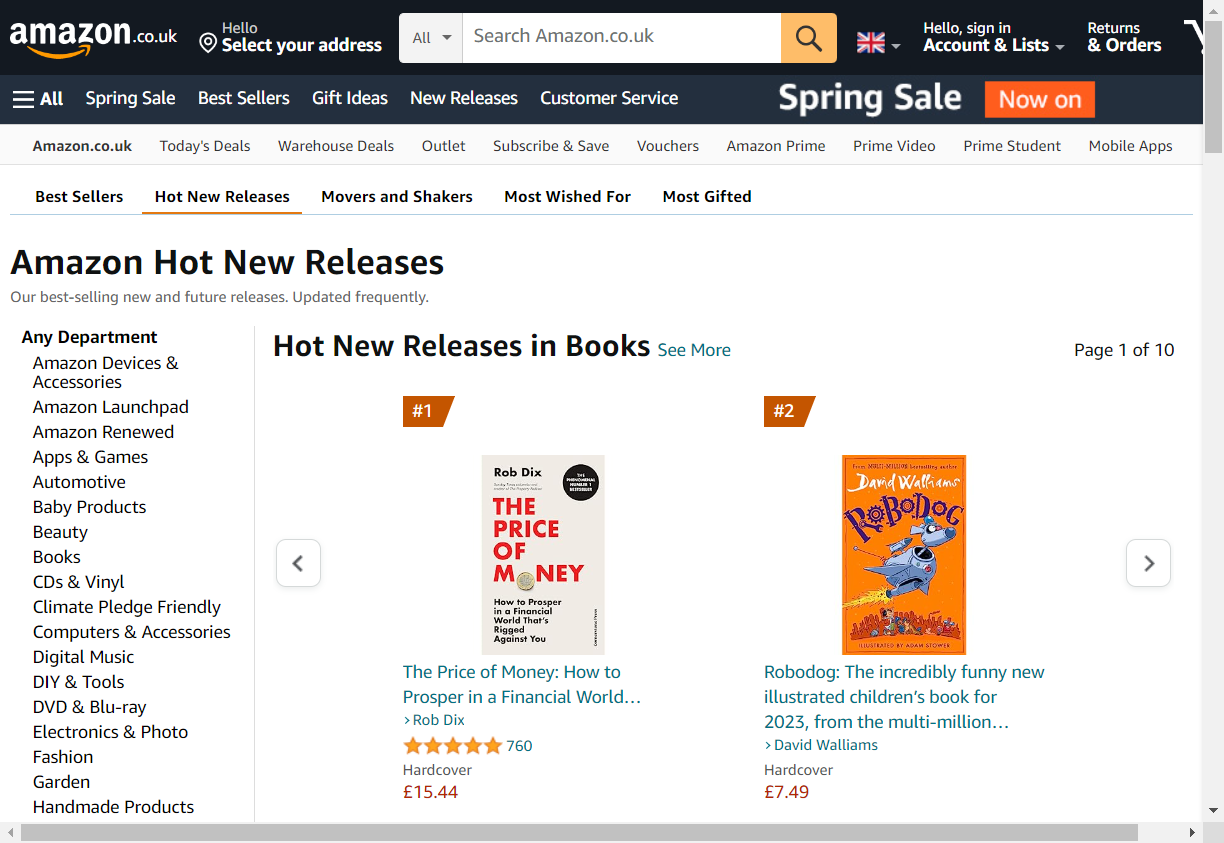 amazon.co.uk
Hello
Select your address
All
Search Amazon.co.uk
Hello, sign in
Account & Lists
Returns
& Orders
All
Spring Sale
Best Sellers
Gift Ideas
New Releases
Customer Service
Spring Sale
Now on
Amazon.co.uk
Today's Deals
Warehouse Deals
Outlet
Subscribe & Save
Vouchers
Amazon Prime
Prime Video
Prime Student
Mobile Apps
Best Sellers
Hot New Releases
Movers and Shakers
Most Wished For
Most Gifted
Amazon Hot New Releases
Our best-selling new and future releases. Updated frequently.
Any Department
Amazon Devices &
Accessories
Amazon Launchpad
Amazon Renewed
Apps & Games
Automotive
Baby Products
Beauty
Books
CDs & Vinyl
Climate Pledge Friendly
Computers & Accessories
Digital Music
DIY & Tools
DVD & Blu-ray
Electronics & Photo
Fashion
Garden
Handmade Products
Hot New Releases in Books See More
Page 1 of 10
#1
Rob Dix
THE
PHENOMENAL
NUMBER 1
BESTSELLER
THE
PRICE
OF
M NEY
How to Prosper
in a Financial
World That's
Rigged
Against You
The Price of Money: How to
Prosper in a Financial World…
› Rob Dix
760
Hardcover
£15.44
#2
From MULTI-MILLION bestselling author
David Walliams
ROBODOG
ILLUSTRATED BY ADAM STOWER
Robodog: The incredibly funny new
illustrated children’s book for
2023, from the multi-million…
› David Walliams
Hardcover
£7.49